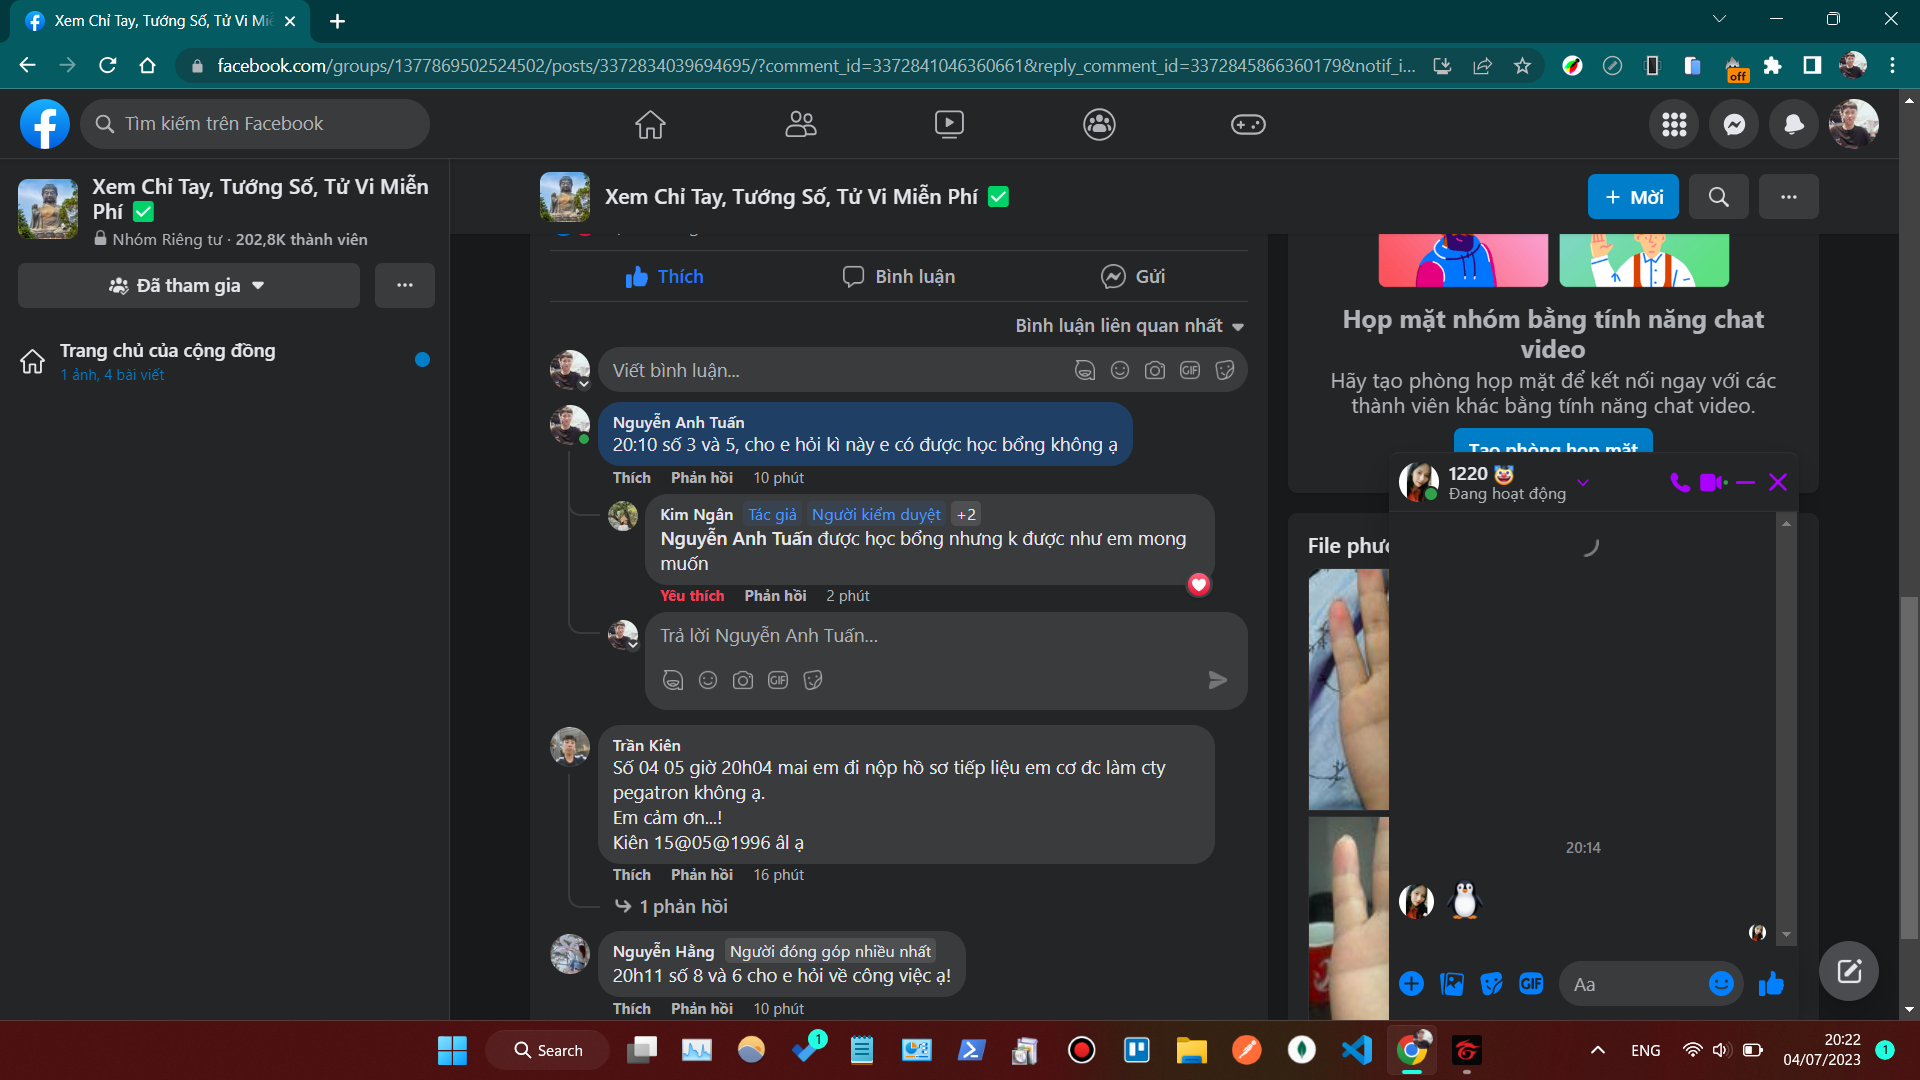 Xem Chỉ Tay, Tướng Số, Tử Vi Miễ
facebook.com/groups/1377869502524502/posts/3372834039694695/?comment_id=3372841046360661&reply_comment_id=3372845866360179&notif_i...
off
Tìm kiếm trên Facebook
Xem Chỉ Tay, Tướng Số, Tử Vi Miễn
Phí ✅
Nhóm Riêng tư · 202,8K thành viên
Đã tham gia
Trang chủ của cộng đồng
1 ảnh, 4 bài viết
Xem Chỉ Tay, Tướng Số, Tử Vi Miễn Phí ✅
+ Mời
Thích
Bình luận
Gửi
Bình luận liên quan nhất
Viết bình luận...
GIF
Nguyễn Anh Tuấn
20:10 số 3 và 5, cho e hỏi kì này e có được học bổng không ạ
Thích Phản hồi 10 phút
Kim Ngân Tác giả Người kiểm duyệt +2
Nguyễn Anh Tuấn được học bổng nhưng k được như em mong
muốn
Yêu thích Phản hồi 2 phút
Trả lời Nguyễn Anh Tuấn...
GIF
Trần Kiên
Số 04 05 giờ 20h04 mai em đi nộp hồ sơ tiếp liệu em cơ đc làm cty
pegatron không ạ.
Em cảm ơn...!
Kiên 15@05@1996 âl ạ
Thích Phản hồi 16 phút
1 phản hồi
Nguyễn Hằng Người đóng góp nhiều nhất
20h11 số 8 và 6 cho e hỏi về công việc ạ!
Thích Phản hồi 10 phút
Họp mặt nhóm bằng tính năng chat
video
Hãy tạo phòng họp mặt để kết nối ngay với các
thành viên khác bằng tính năng chat video.
Tạo phòng họp mặt
File phư
1220 🤡
Đang hoạt động
20:14
🐧
GIF
Aa
Search
1
ENG
20:22
04/07/2023
1